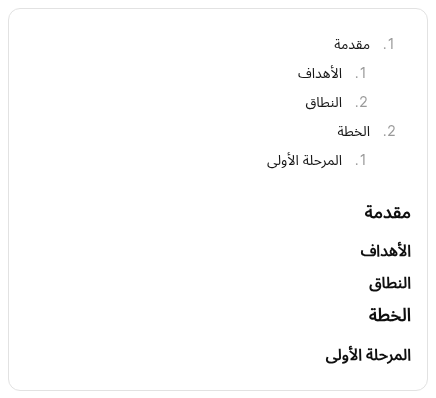 1. مقدمة
1. الأهداف
2. النطاق
2. الخطة
1. المرحلة الأولى
مقدمة
الأهداف
النطاق
الخطة
المرحلة الأولى